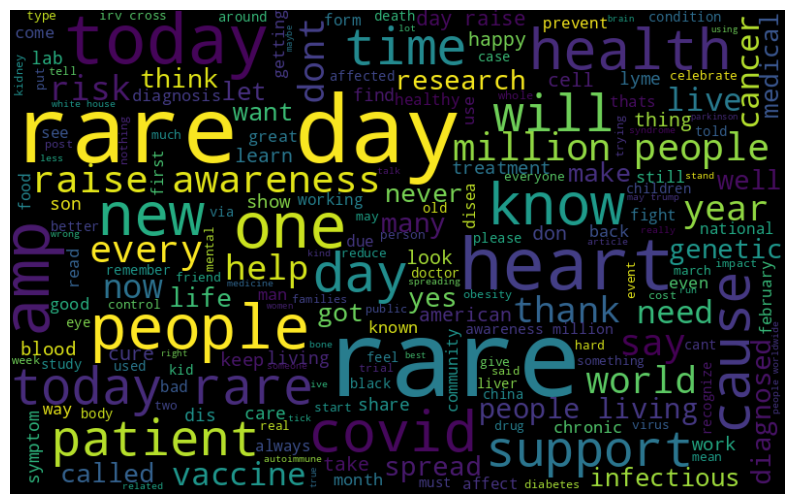 type irv cross around death form day raise happy prevent condition brain using
come today getting dont time health cancer maybe
put lab tell affected case lot
kidney risk let think diagnosis research cell lyme celebrate medical
white house want find healthy use live whole thats
see much great learn will trying told parkinson
post nothing rare day million people thing syndrome
less first treatment everyone still children talk stand
food raise awareness via working show never make well may trump
son new one may old disea know fight year really
better every due many person don back national
wrong remember mental help look please genetic
amp read friend reduce kind day doctor heart article march impact
now medicine spreading yes event even cost run
good control life man families obesity thank need
eye people got public american awareness million cause february
blood known hard say
week cure right keep living bone feel best rare something cant
study used kid someone trial give said world recognize people worldwide
today rare bad ive black community liver china people living
two dis care start share tick drug chronic diagnosed
way body real covid virus work
symptom patient always support mean
called vaccine autoimmune take spread infectious
month true must affect diabetes
related women